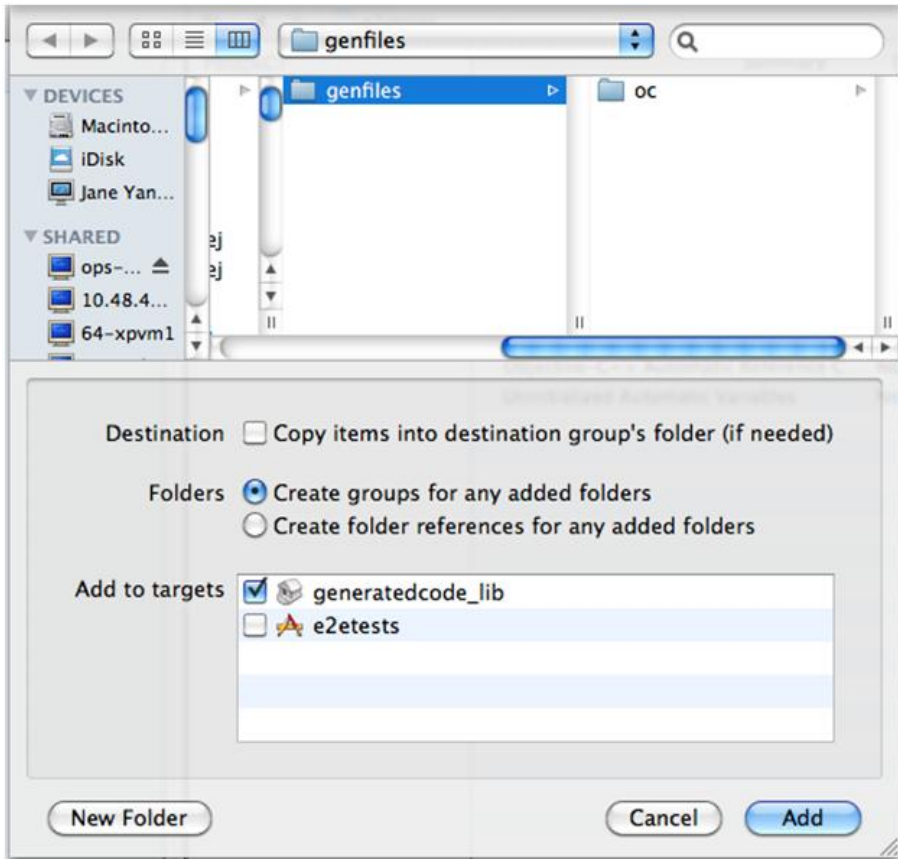 genfiles
DEVICES
Macinto...
iDisk
Jane Yan...
SHARED
ops-...
10.48.4...
64-xpvm1
ej
ej
genfiles
oc
Destination Copy items into destination group's folder (if needed)
Folders Create groups for any added folders
Create folder references for any added folders
Add to targets generatedcode_lib
e2etests
New Folder Cancel Add